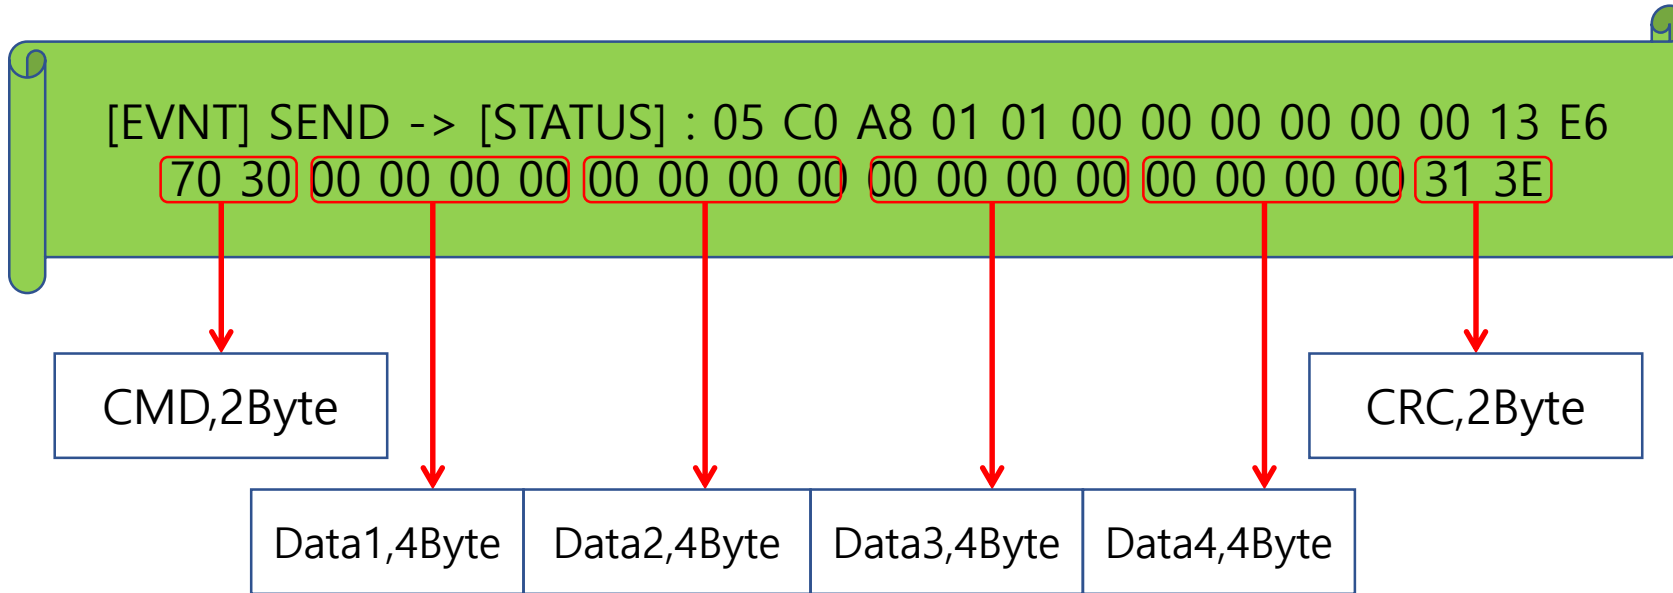 [EVNT] SEND -> [STATUS] : 05 C0 A8 01 01 00 00 00 00 00 00 13 E6
70 30 00 00 00 00 00 00 00 00 00 00 00 00 00 00 00 00 31 3E
CMD,2Byte
CRC,2Byte
Data1,4Byte
Data2,4Byte
Data3,4Byte
Data4,4Byte